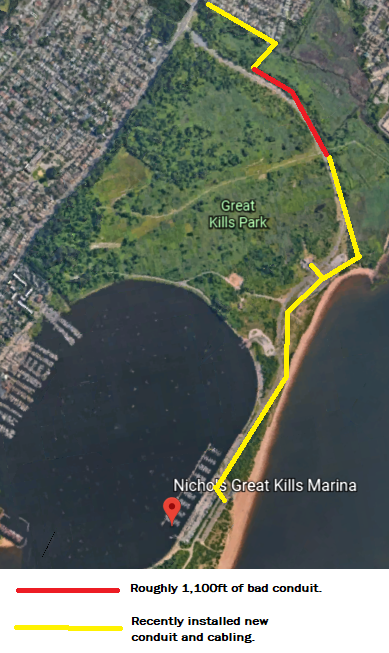 Great
Kills Park
Nichols Great Kills Marina
Roughly 1,100ft of bad conduit.
Recently installed new
conduit and cabling.